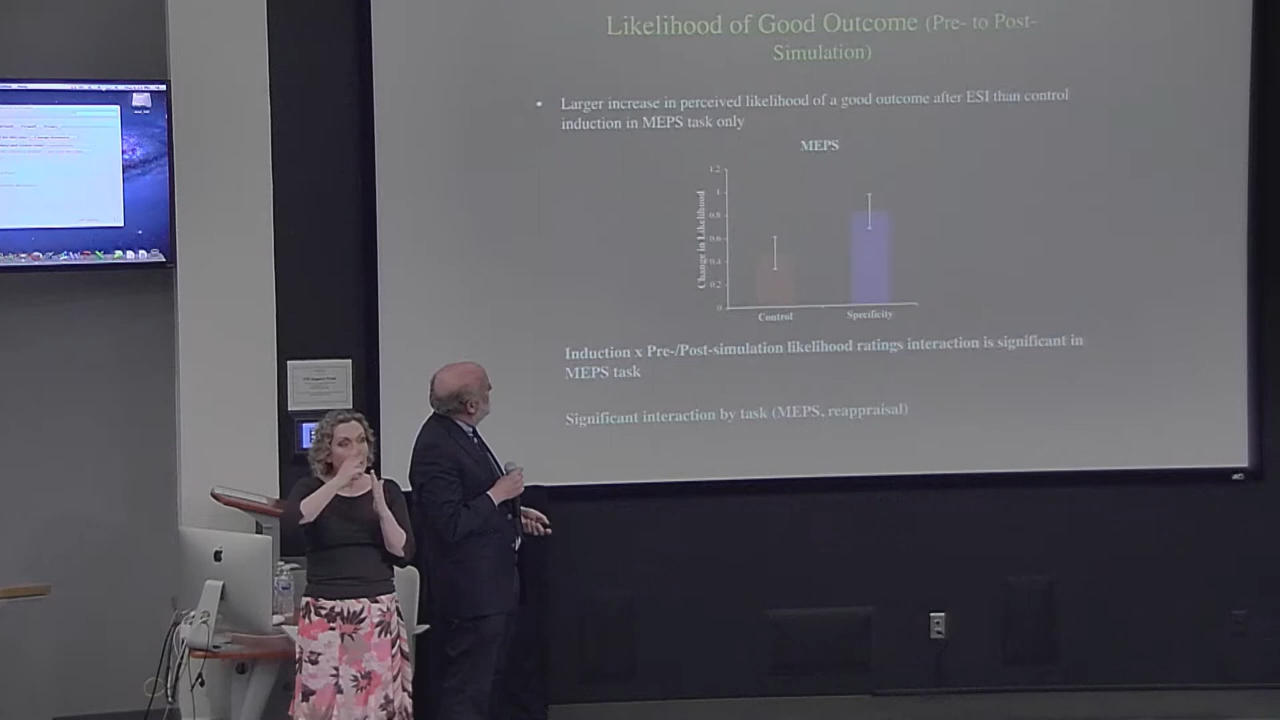 Likelihood of Good Outcome (Pre- to Post-
Simulation)
• Larger increase in perceived likelihood of a good outcome after ESI than control
induction in MEPS task only
MEPS
Change in Likelihood
1.2
1
0.8
0.6
0.4
0.2
0
Control
Specificity
Induction x Pre-/Post-simulation likelihood ratings interaction is significant in
MEPS task
Significant interaction by task (MEPS, reappraisal)